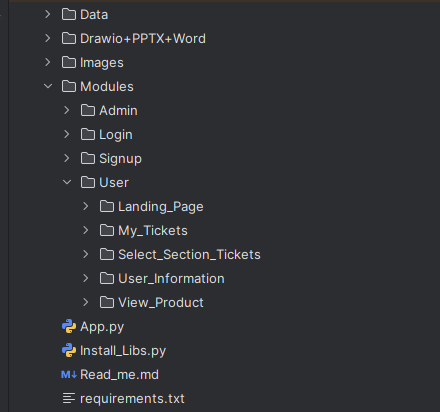 Data
Drawio+PPTX+Word
Images
Modules
Admin
Login
Signup
User
Landing_Page
My_Tickets
Select_Section_Tickets
User_Information
View_Product
App.py
Install_Libs.py
M↓ Read_me.md
requirements.txt